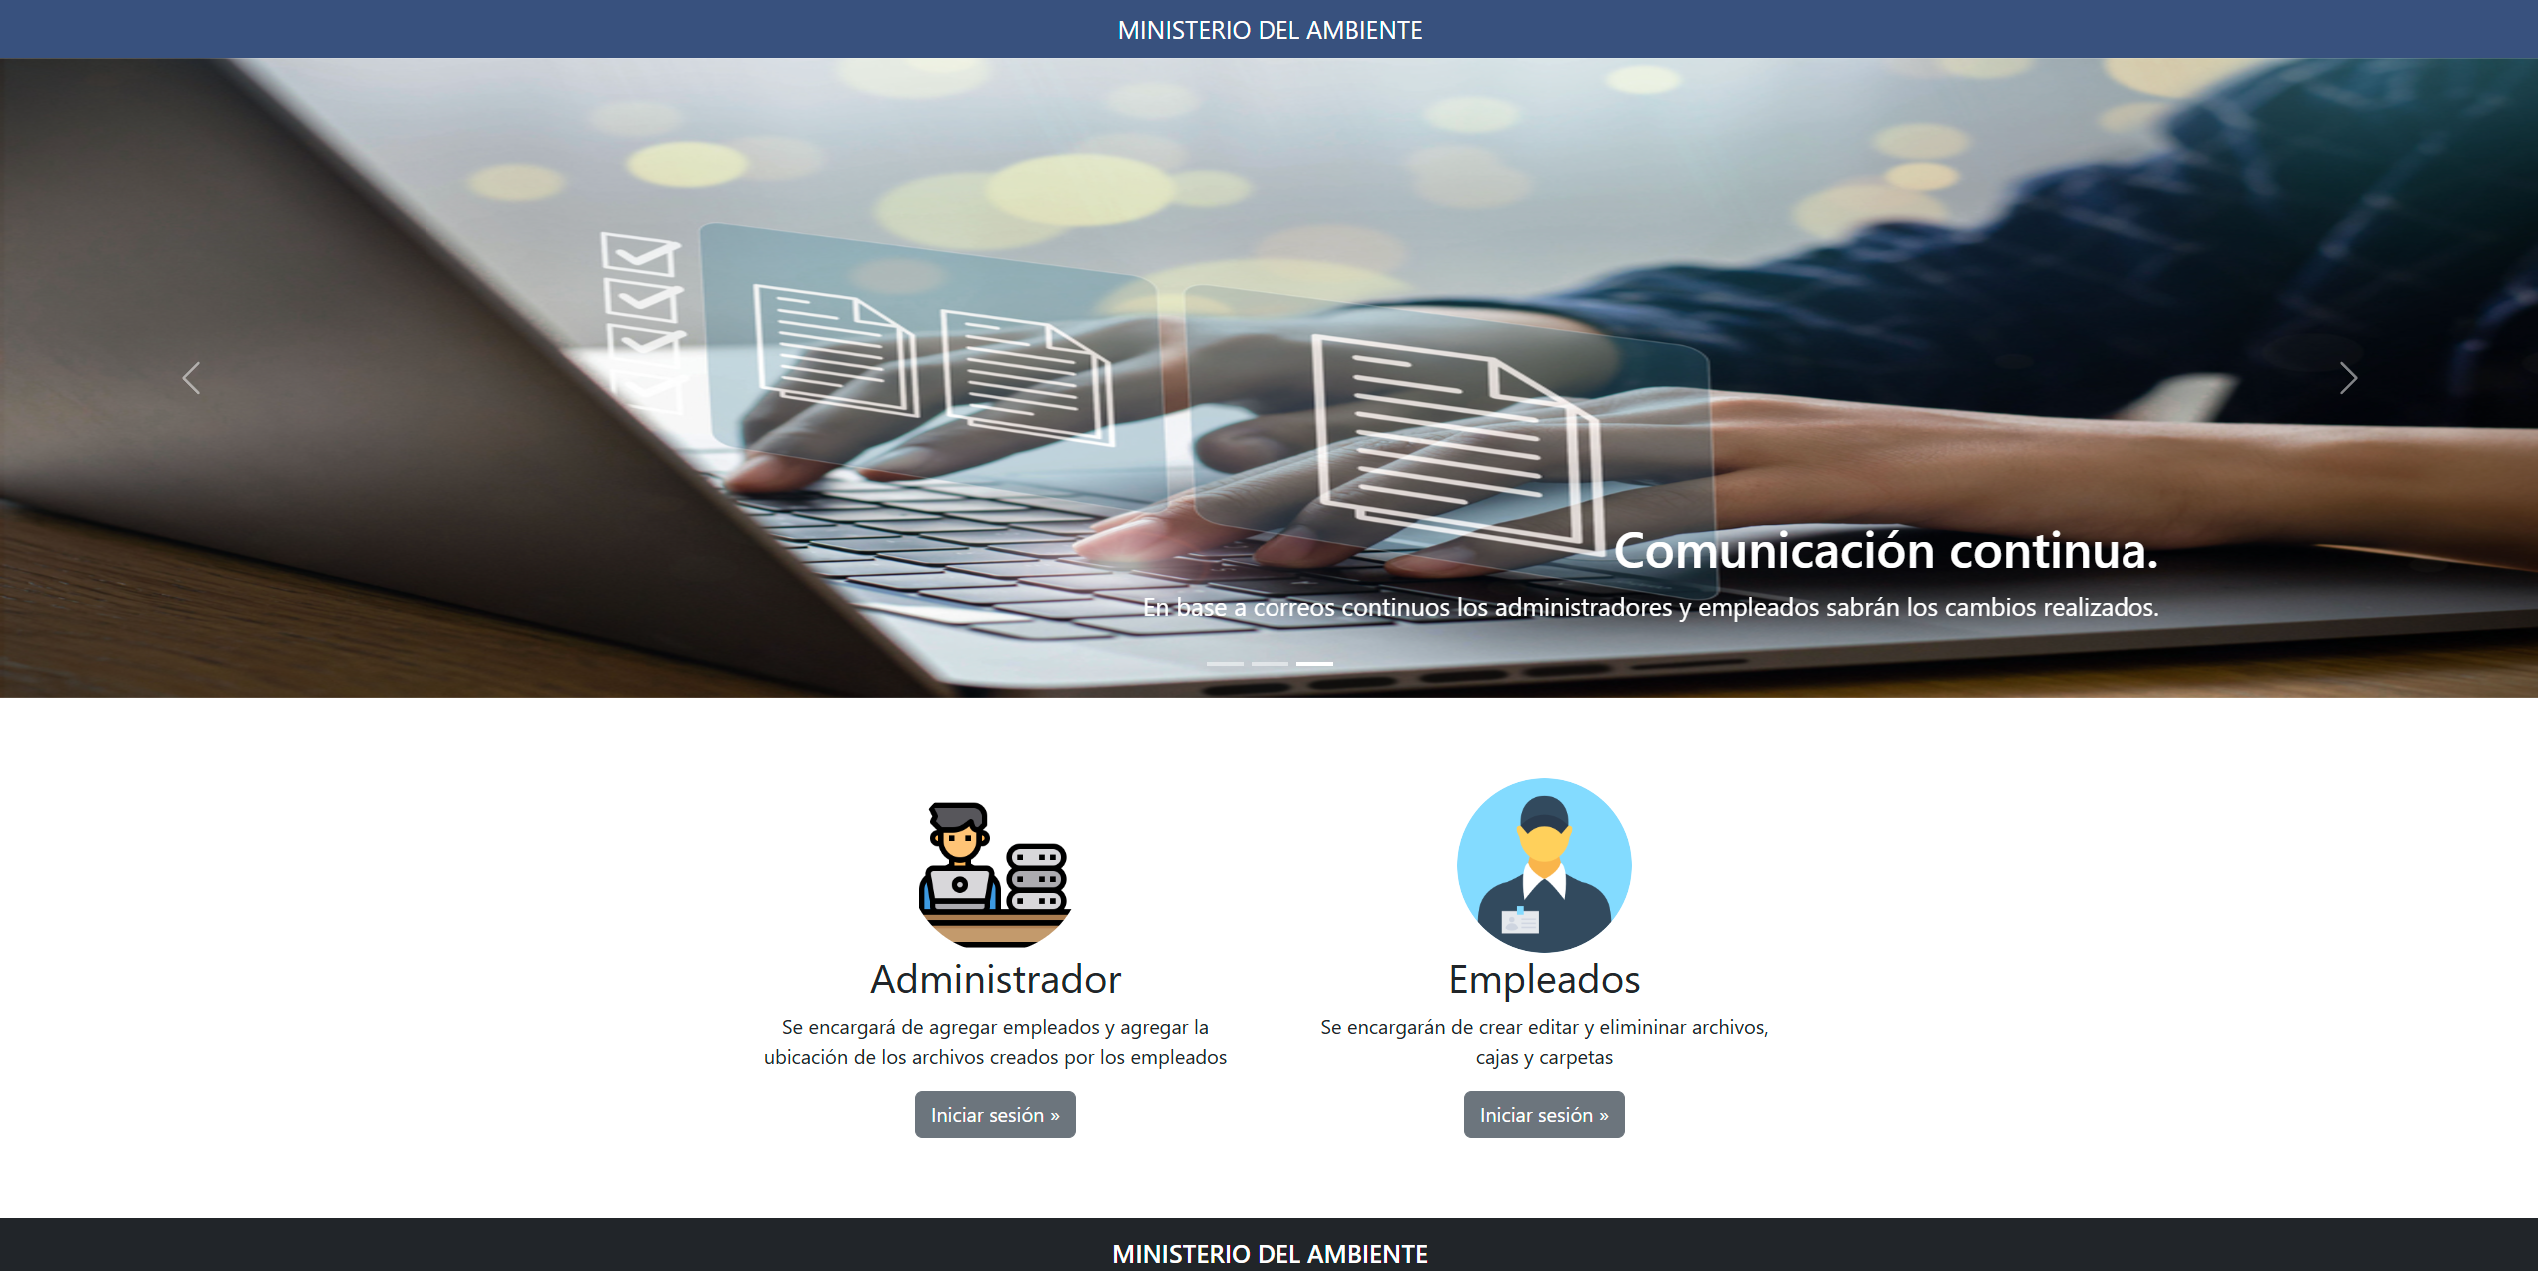 MINISTERIO DEL AMBIENTE
Comunicación continua.
En base a correos continuos los administradores y empleados sabrán los cambios realizados.
Administrador
Se encargará de agregar empleados y agregar la
ubicación de los archivos creados por los empleados
Iniciar sesión »
Empleados
Se encargarán de crear editar y elimininar archivos,
cajas y carpetas
Iniciar sesión »
MINISTERIO DEL AMBIENTE